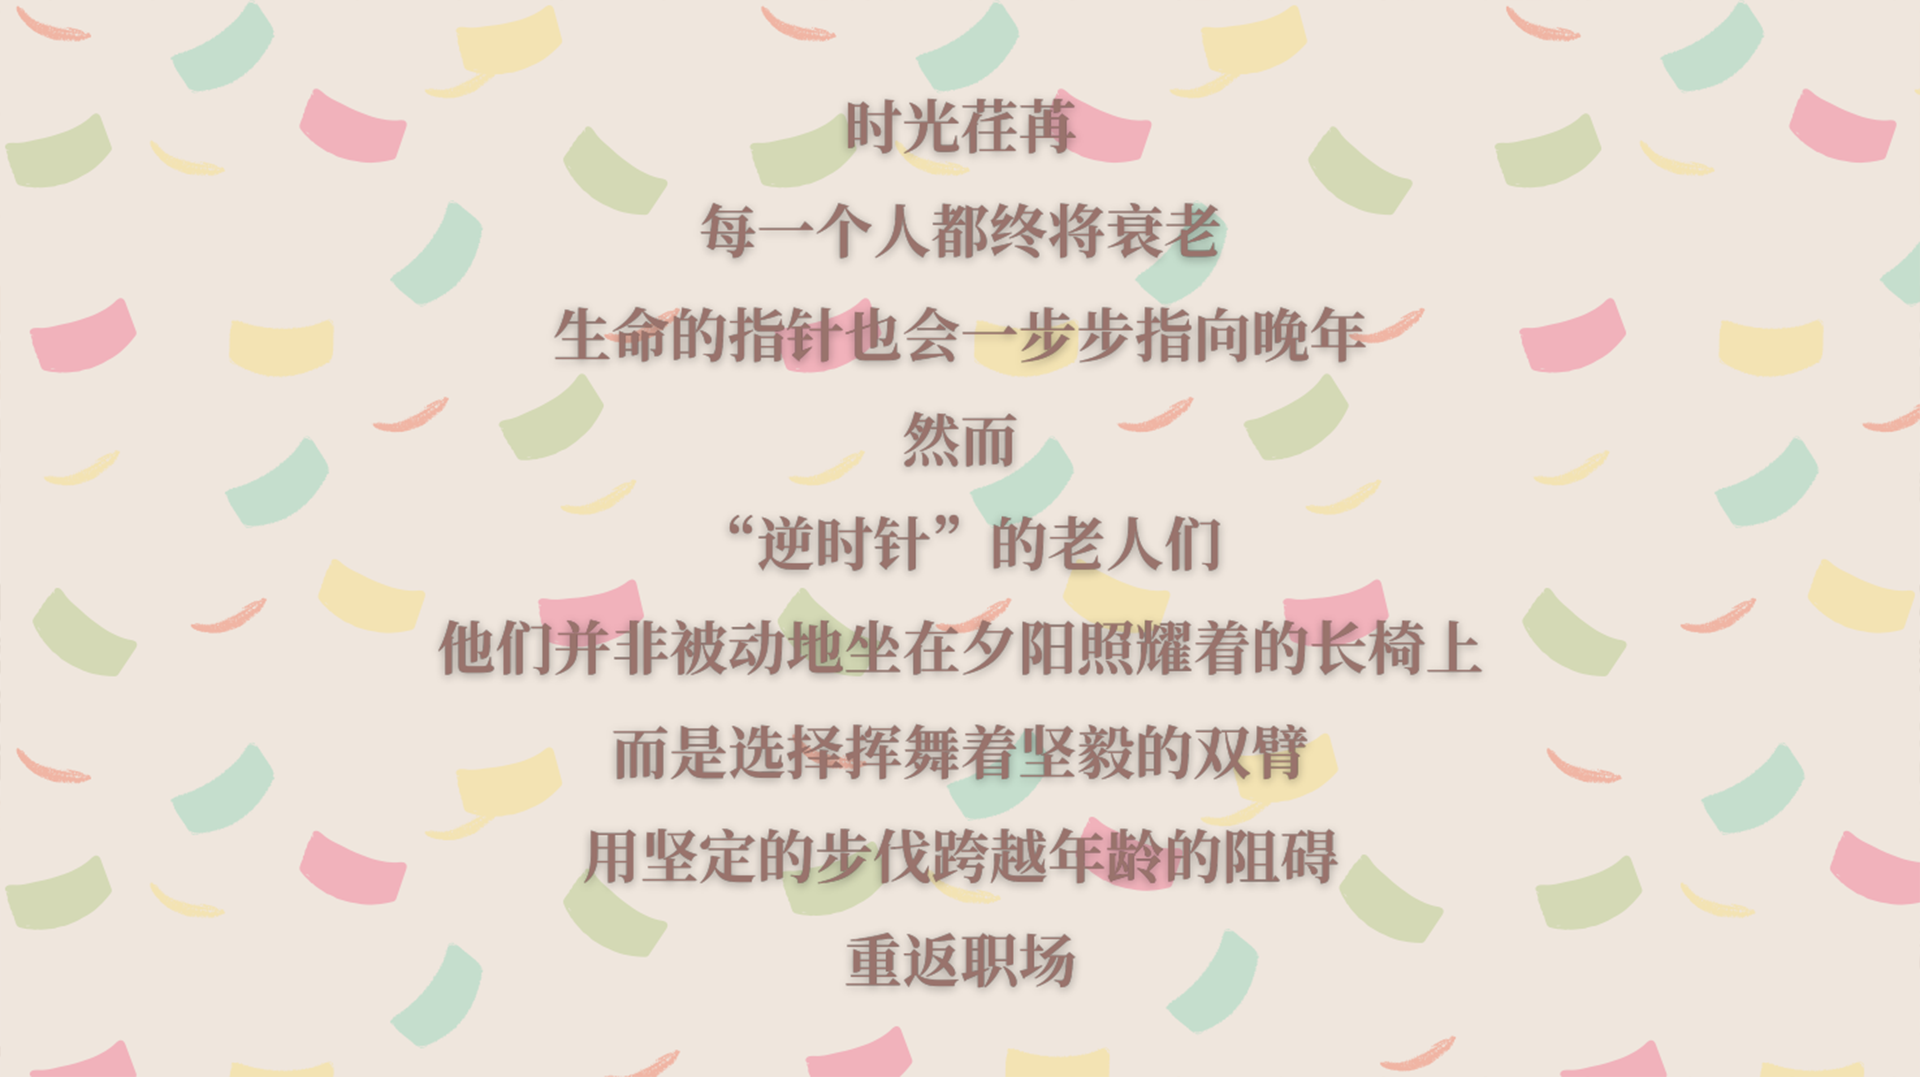 时光荏苒
每一个人都终将衰老
生命的指针也会一步步指向晚年
然而
“逆时针”的老人们
他们并非被动地坐在夕阳照耀着的长椅上
而是选择挥舞着坚毅的双臂
用坚定的步伐跨越年龄的阻碍
重返职场